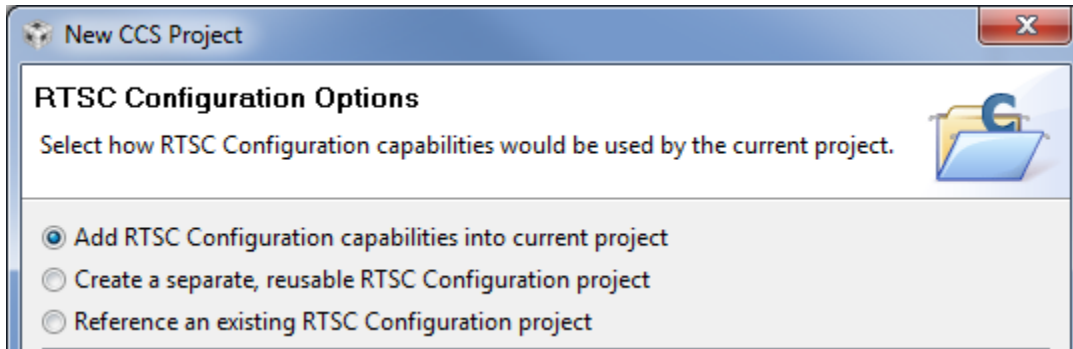 New CCS Project
RTSC Configuration Options
Select how RTSC Configuration capabilities would be used by the current project.
Add RTSC Configuration capabilities into current project
Create a separate, reusable RTSC Configuration project
Reference an existing RTSC Configuration project